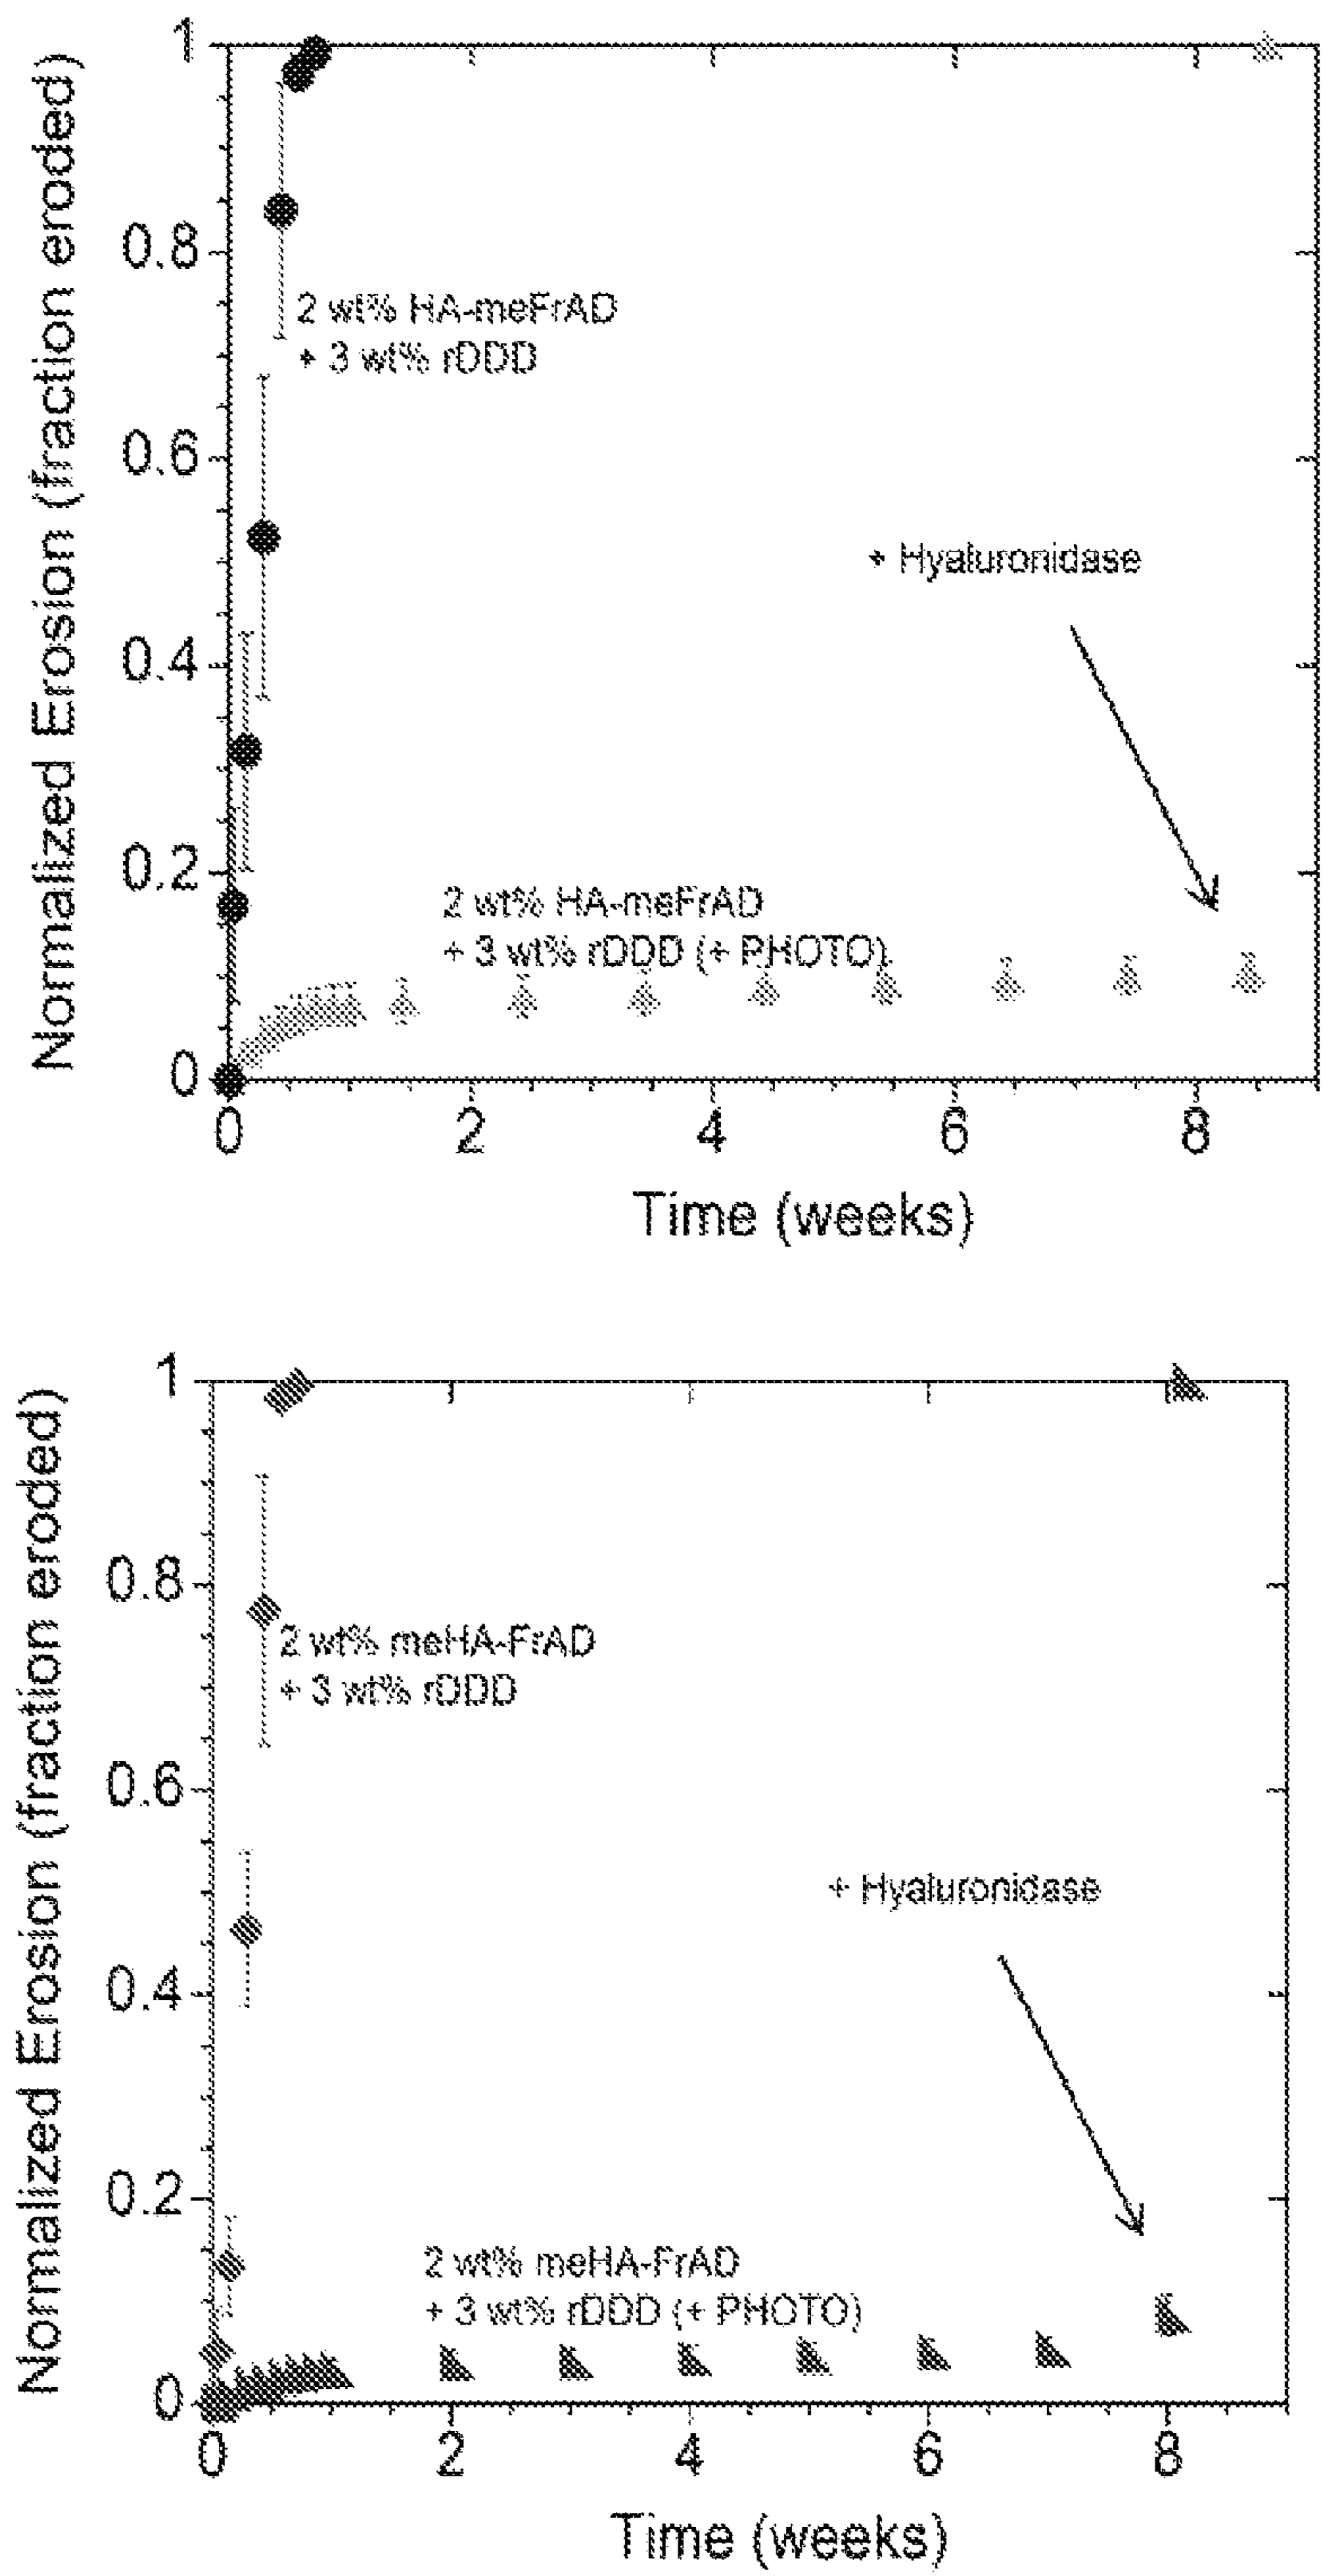 Normalized Erosion (fraction eroded)
1
0.8
0.6
0.4
0.2
0
2 wt% HA-meFrAD
+ 3 wt% rDDD
+ Hyaluronidase
2 wt% HA-meFrAD
+ 3 wt% rDDD (+ PHOTO)
0 2 4 6 8
Time (weeks)
Normalized Erosion (fraction eroded)
1
0.8
0.6
0.4
0.2
0
2 wt% meHA-FrAD
+ 3 wt% rDDD
+ Hyaluronidase
2 wt% meHA-FrAD
+ 3 wt% rDDD (+ PHOTO)
0 2 4 6 8
Time (weeks)